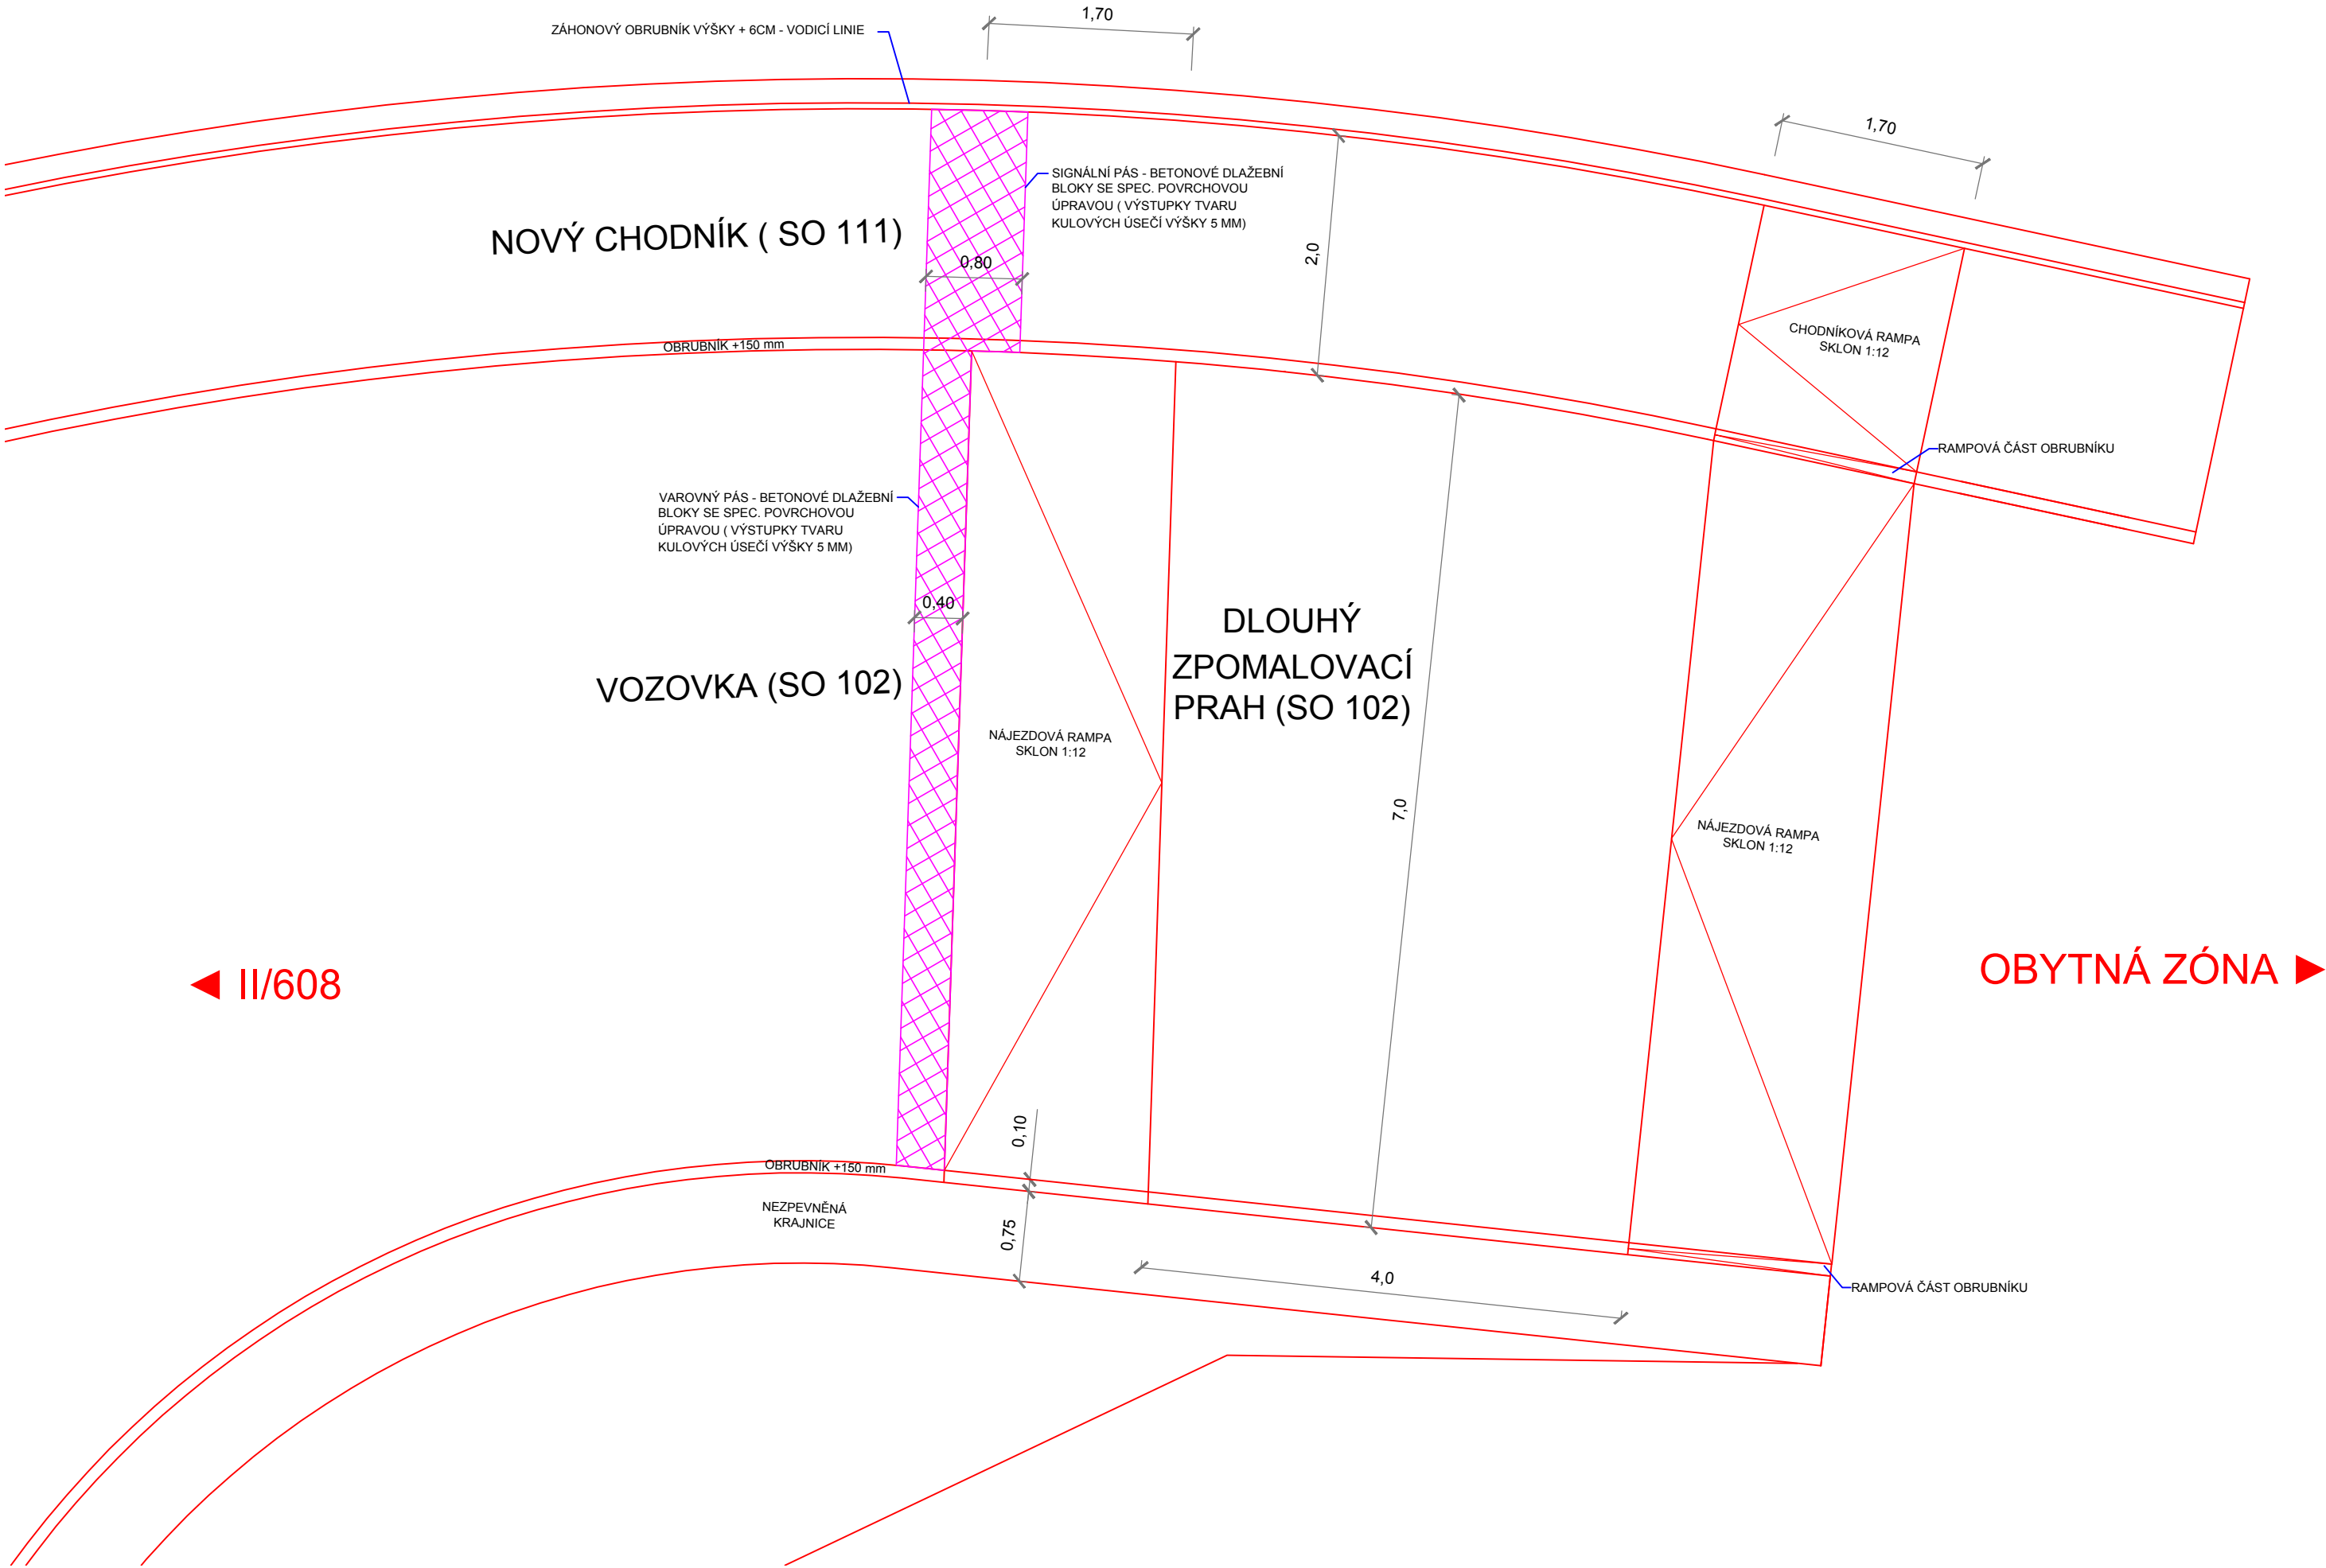 1,70
ZÁHONOVÝ OBRUBNÍK VÝŠKY + 6CM - VODICÍ LINIE
1,70
SIGNÁLNÍ PÁS - BETONOVÉ DLAŽEBNÍ
BLOKY SE SPEC. POVRCHOVOU
ÚPRAVOU ( VÝSTUPKY TVARU
KULOVÝCH ÚSEČÍ VÝŠKY 5 MM)
NOVÝ CHODNÍK ( SO 111)
2,0
0,80
CHODNÍKOVÁ RAMPA
SKLON 1:12
OBRUBNÍK +150 mm
RAMPOVÁ ČÁST OBRUBNÍKU
VAROVNÝ PÁS - BETONOVÉ DLAŽEBNÍ
BLOKY SE SPEC. POVRCHOVOU
ÚPRAVOU ( VÝSTUPKY TVARU
KULOVÝCH ÚSEČÍ VÝŠKY 5 MM)
0,40
DLOUHÝ
ZPOMALOVACÍ
PRAH (SO 102)
VOZOVKA (SO 102)
NÁJEZDOVÁ RAMPA
SKLON 1:12
7,0
NÁJEZDOVÁ RAMPA
SKLON 1:12
◄ II/608
OBYTNÁ ZÓNA ►
0,10
OBRUBNÍK +150 mm
NEZPEVNĚNÁ
KRAJNICE
0,75
4,0
RAMPOVÁ ČÁST OBRUBNÍKU